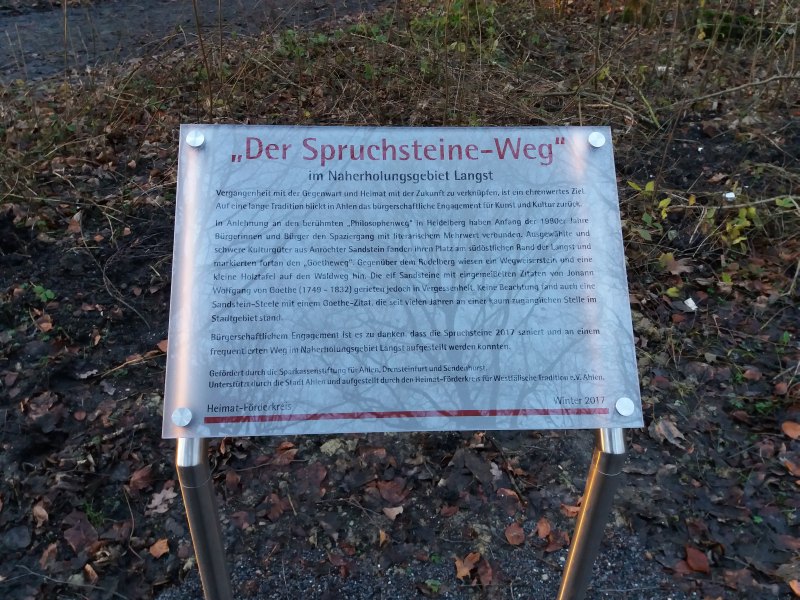 „Der Spruchsteine-Weg"
im Naherholungsgebiet Langst
Vergangenheit mit der Gegenwart und Heimat mit der Zukunft zu verknüpfen, ist ein ehrenwertes Ziel.
Auf eine lange Tradition blickt in Ahlen das bürgerschaftliche Engagement für Kunst und Kultur zurück.
In Anlehnung an den berühmten „Philosophenweg" in Heidelberg haben Anfang der 1980er Jahre
Bürgerinnen und Bürger den Spaziergang mit literarischem Mehrwert verbunden. Ausgewählte und
schwere Kulturgüter aus Anröchter Sandstein fanden ihren Platz am südöstlichen Rand der Langst und
markierten fortan den „Goetheweg". Gegenüber dem Rodelberg wiesen ein Wegweiserstein und eine
kleine Holztafel auf den Waldweg hin. Die elf Sandsteine mit eingemeißelten Zitaten von Johann
Wolfgang von Goethe (1749 - 1832) gerieten jedoch in Vergessenheit. Keine Beachtung fand auch eine
Sandstein-Steele mit einem Goethe-Zitat, die seit vielen Jahren an einer kaum zugänglichen Stelle im
Stadtgebiet stand.
Bürgerschaftlichem Engagement ist es zu danken, dass die Spruchsteine 2017 saniert und an einem
frequentierten Weg im Naherholungsgebiet Langst aufgestellt werden konnten.
Gefördert durch die Sparkassenstiftung für Ahlen, Drensteinfurt und Sendenhorst.
Unterstützt durch die Stadt Ahlen und aufgestellt durch den Heimat-Förderkreis für Westfälische Tradition e.V. Ahlen.
Heimat-Förderkreis Winter 2017